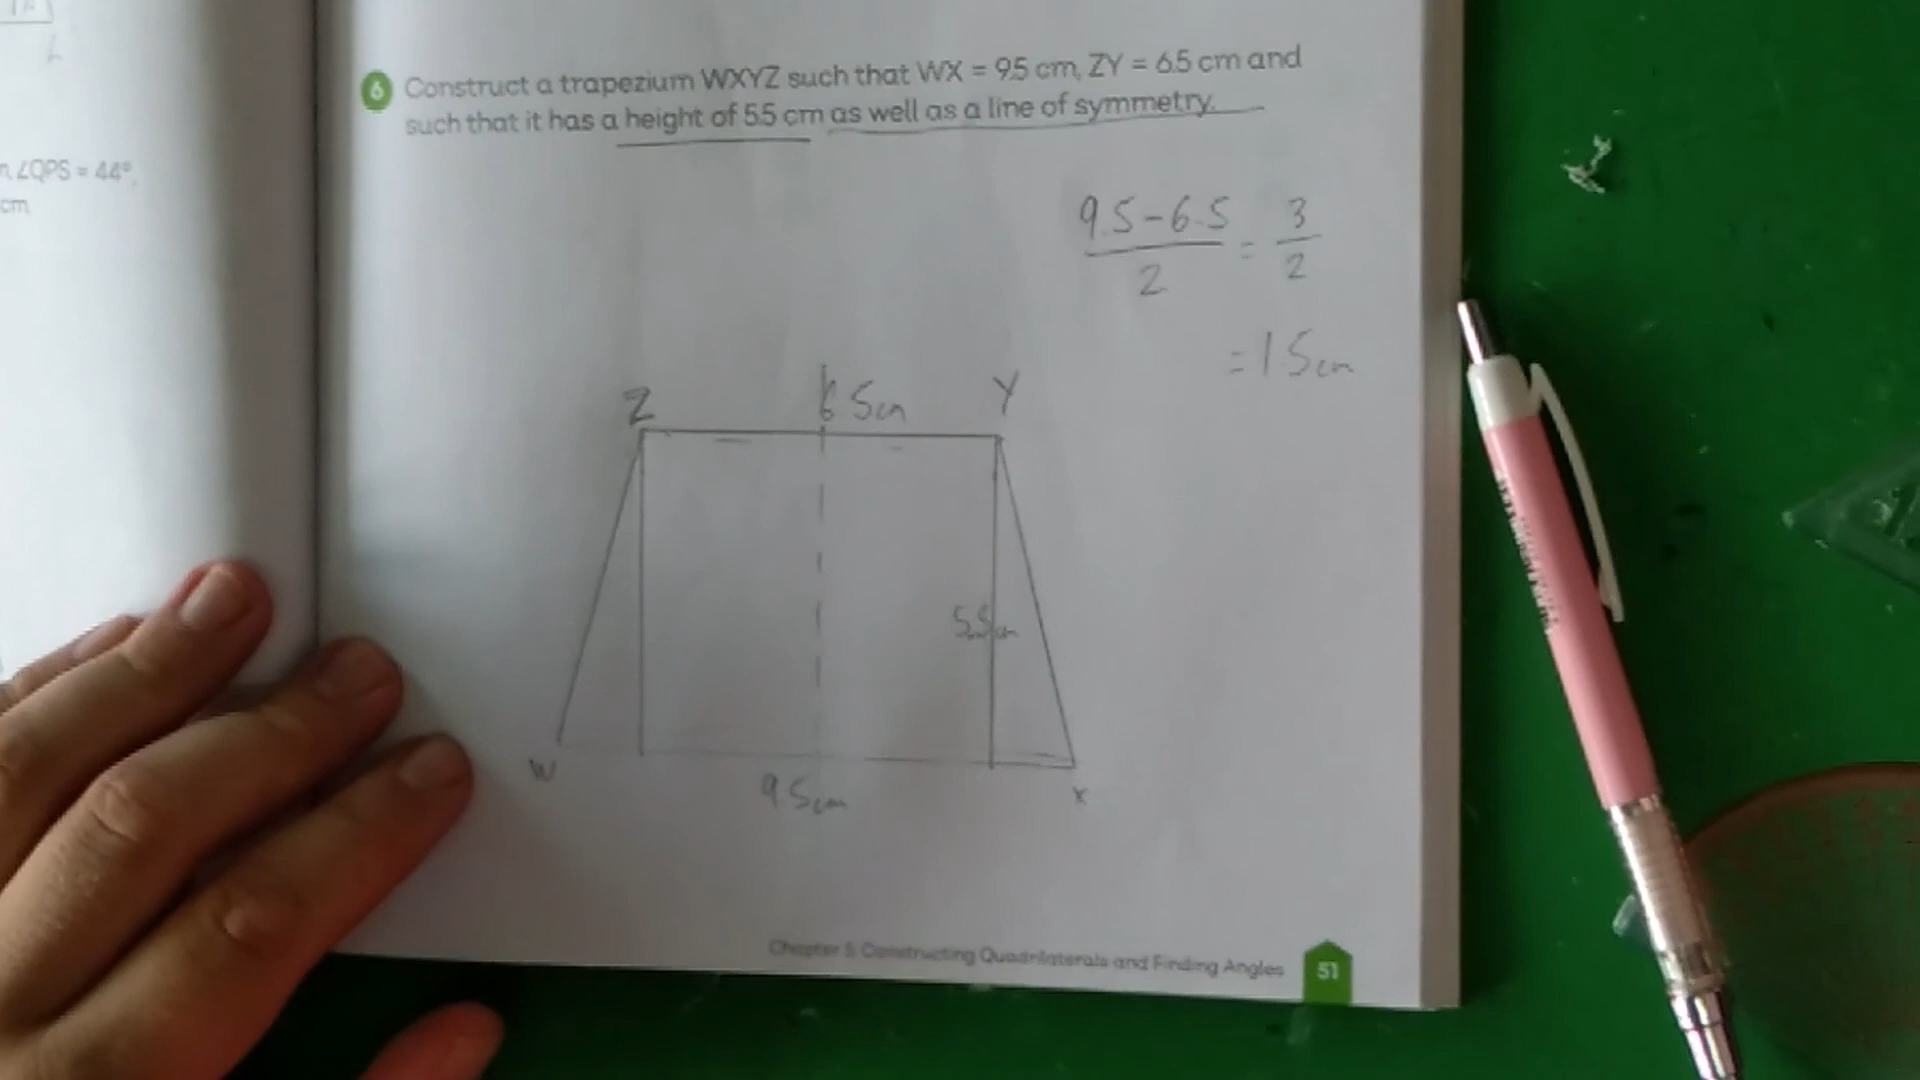 n ∠QPS = 44°,
cm
6 Construct a trapezium WXYZ such that WX = 9.5 cm, ZY = 6.5 cm and
such that it has a height of 5.5 cm as well as a line of symmetry.
9.5-6.5 = 3
2 2
=1.5cm
Z 6.5cm Y
5.5cm
W X
9.5cm
Chapter 5: Constructing Quadrilaterals and Finding Angles 51